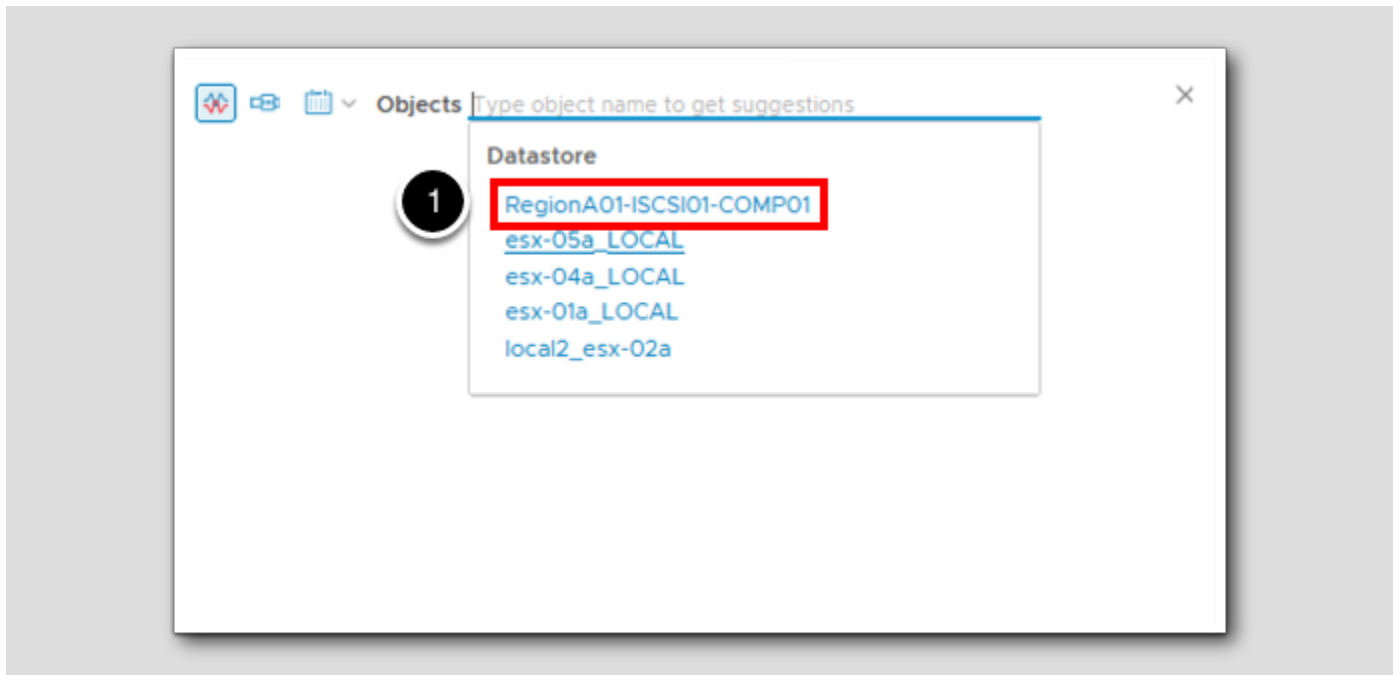 Objects Type object name to get suggestions
Datastore
1
RegionA01-ISCSI01-COMP01
esx-05a_LOCAL
esx-04a_LOCAL
esx-01a_LOCAL
local2_esx-02a